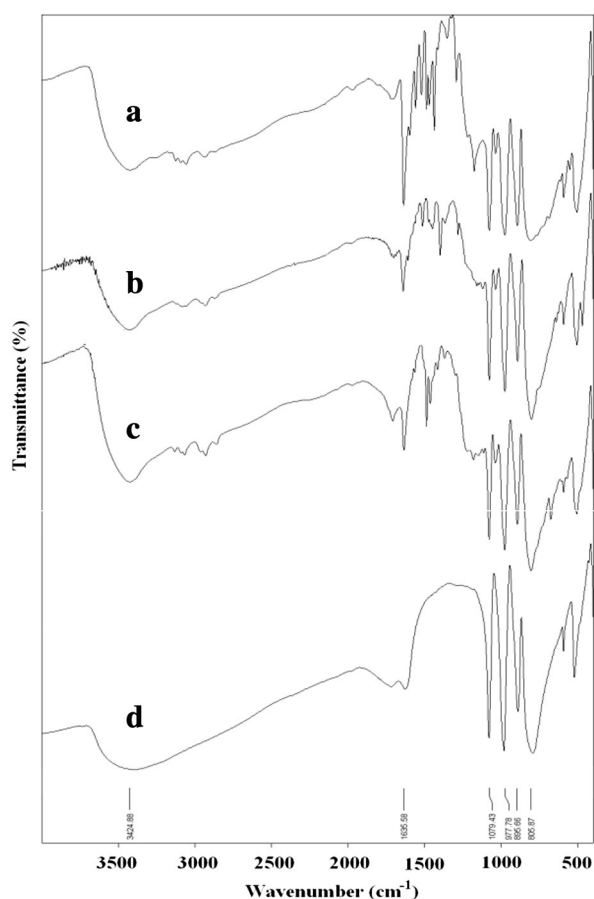 a
b
c
d
Transmittance (%)
3424.88
1635.58
1079.43
977.78
895.66
805.87
3500 3000 2500 2000 1500 1000 500
Wavenumber (cm⁻¹)